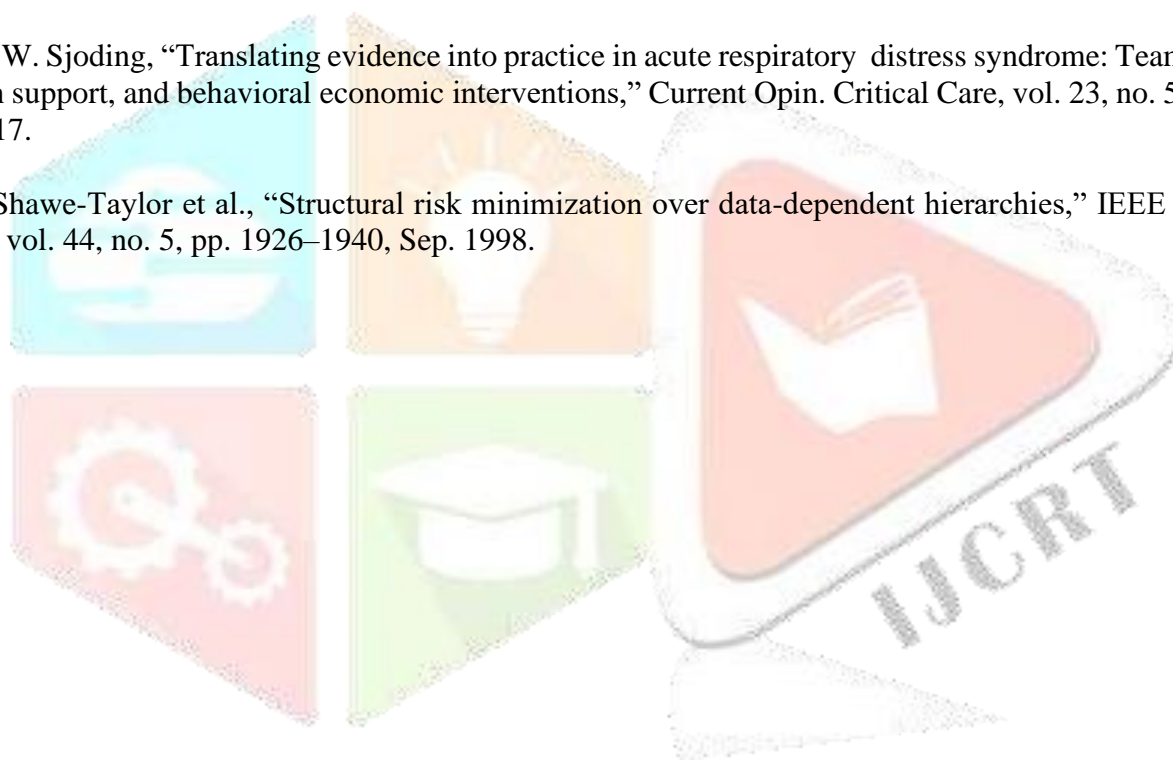 W. Sjoding, “Translating evidence into practice in acute respiratory distress syndrome: Tean
support, and behavioral economic interventions,” Current Opin. Critical Care, vol. 23, no. 5
17.
Shawe-Taylor et al., “Structural risk minimization over data-dependent hierarchies,” IEEE
vol. 44, no. 5, pp. 1926–1940, Sep. 1998.
IJCRT